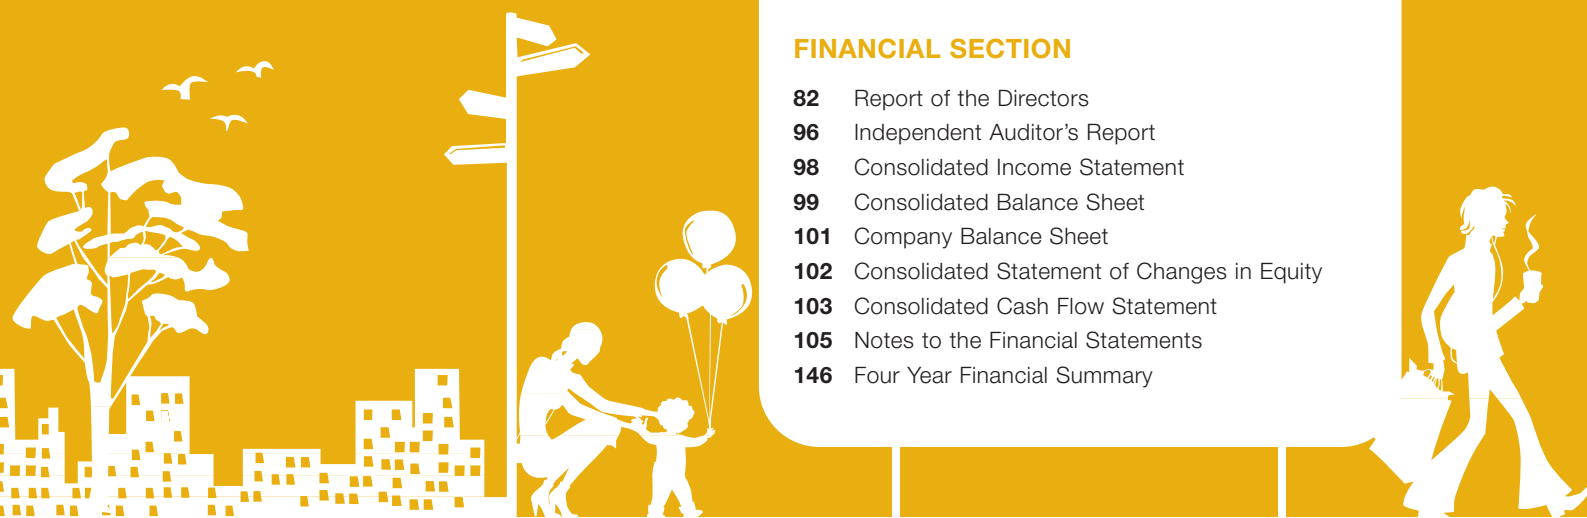 FINANCIAL SECTION
82 Report of the Directors
96 Independent Auditor’s Report
98 Consolidated Income Statement
99 Consolidated Balance Sheet
101 Company Balance Sheet
102 Consolidated Statement of Changes in Equity
103 Consolidated Cash Flow Statement
105 Notes to the Financial Statements
146 Four Year Financial Summary